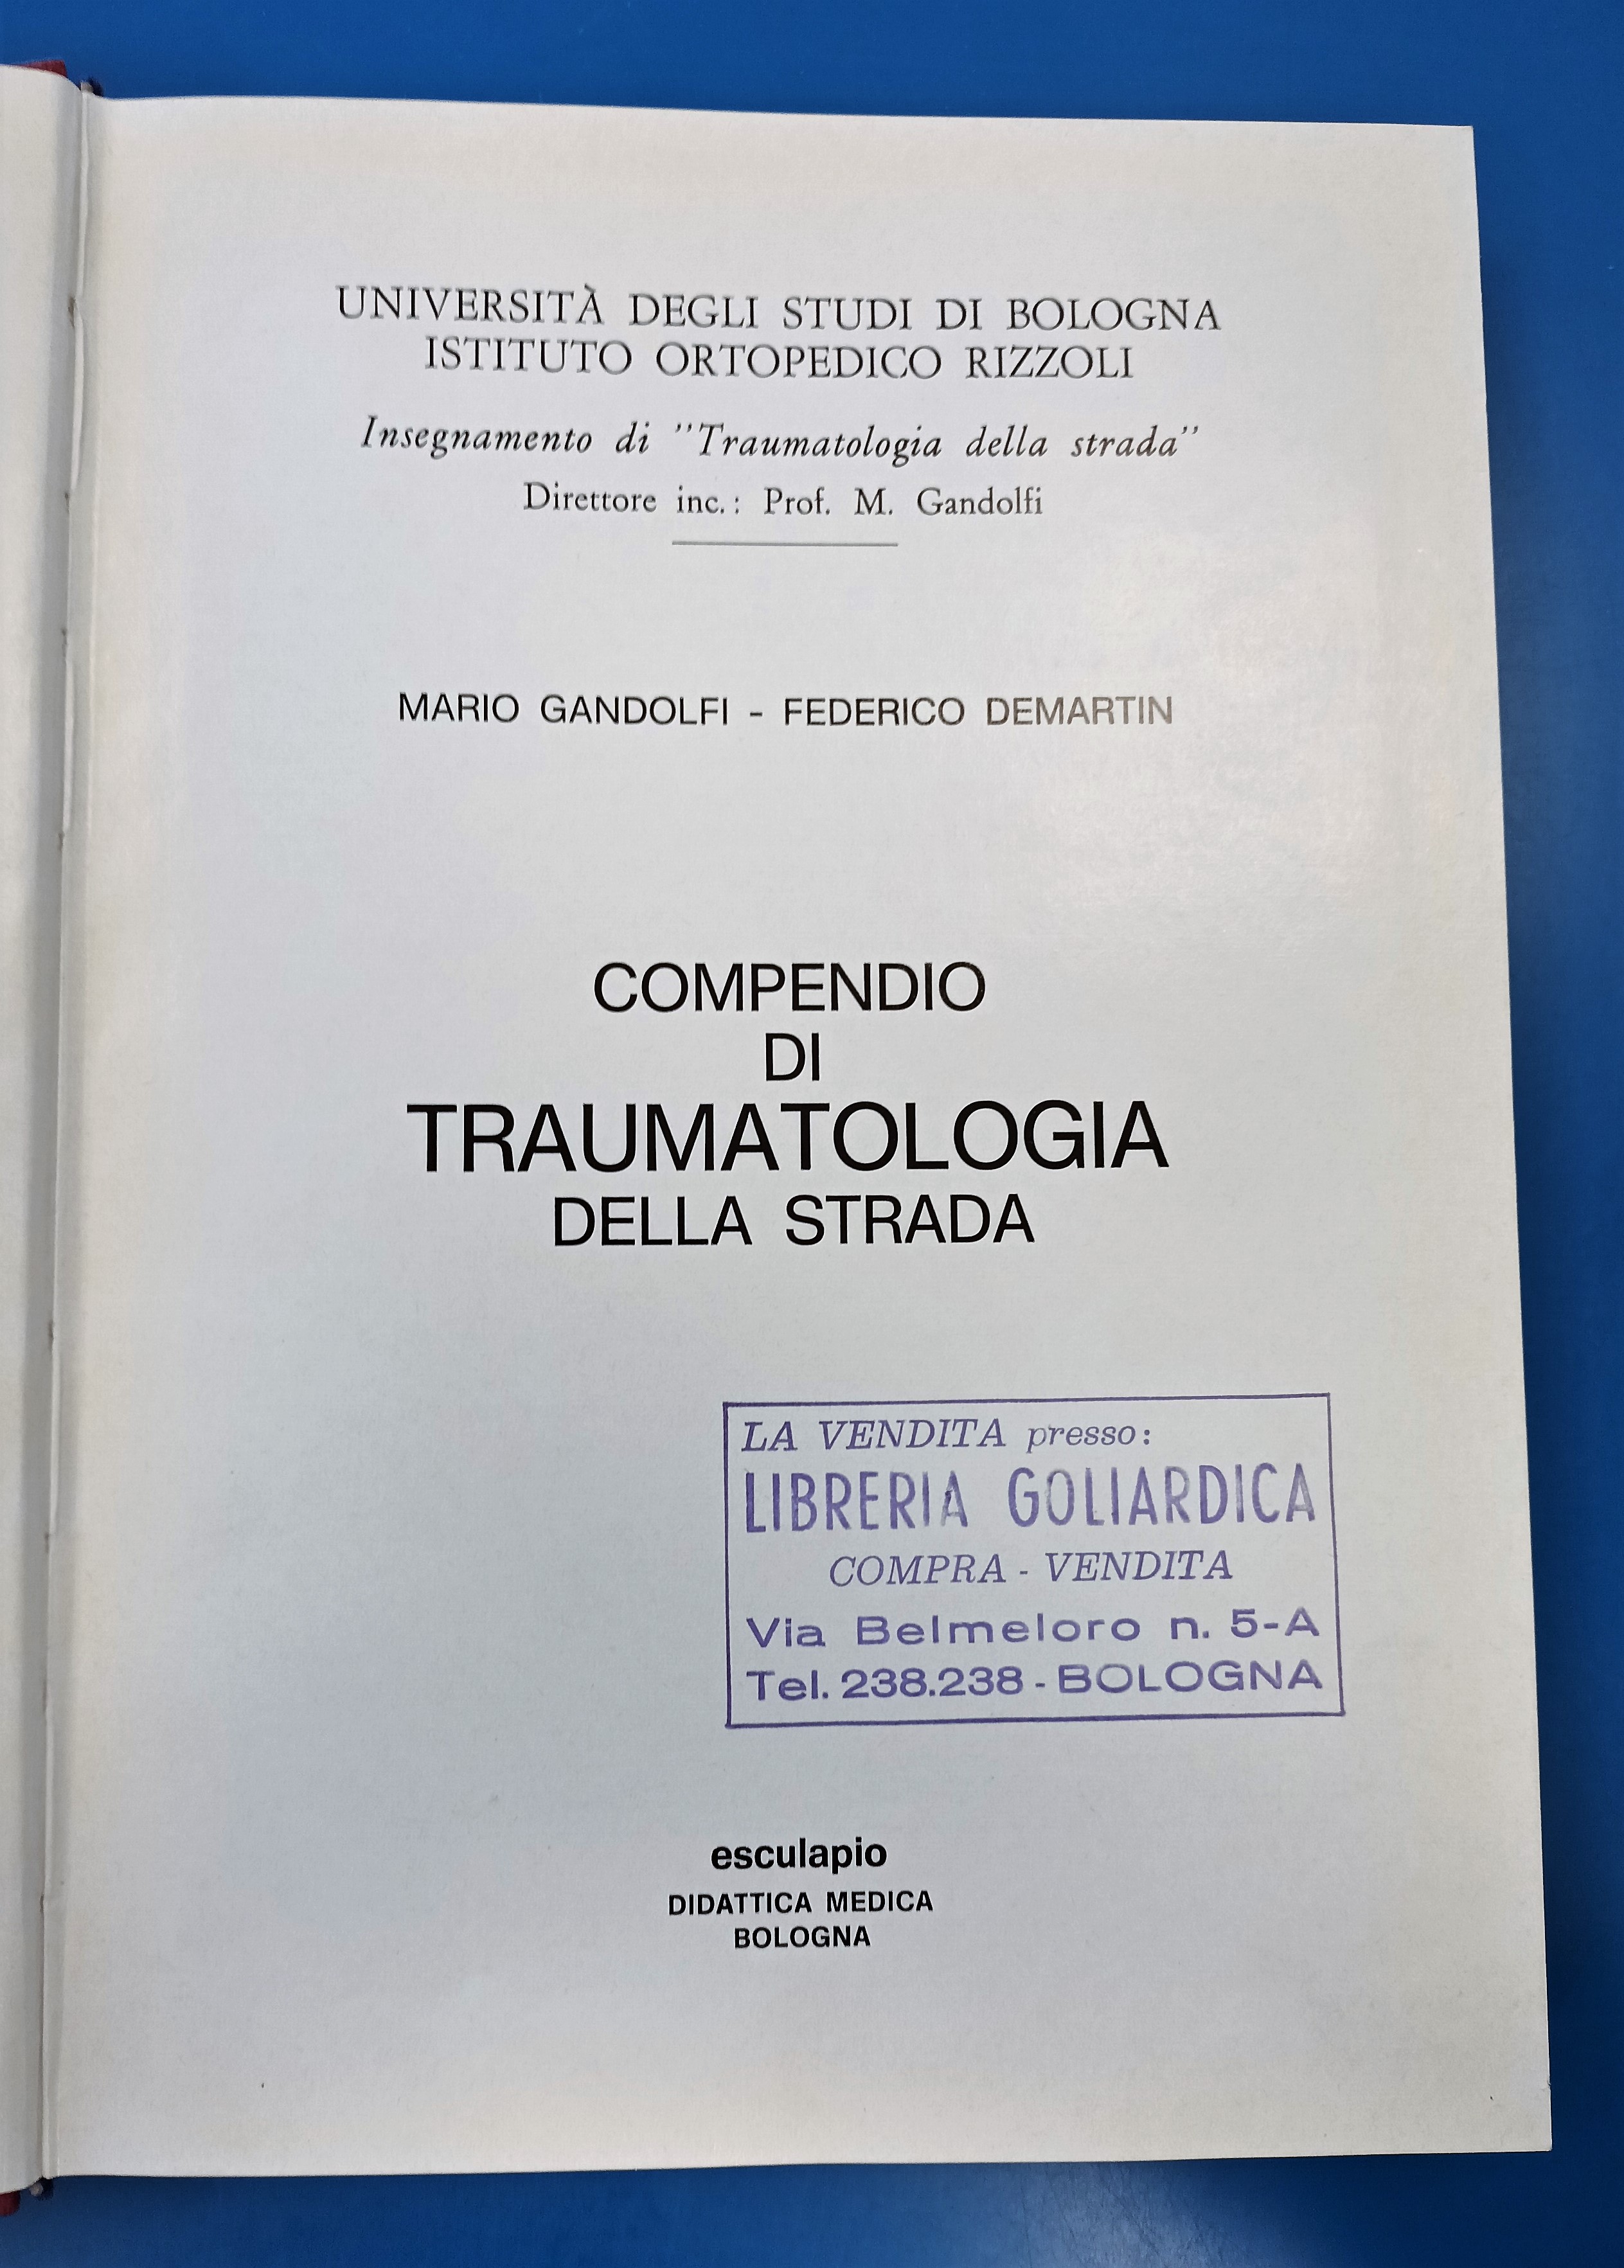 UNIVERSITÀ DEGLI STUDI DI BOLOGNA
ISTITUTO ORTOPEDICO RIZZOLI
Insegnamento di "Traumatologia della strada"
Direttore inc.: Prof. M. Gandolfi
MARIO GANDOLFI - FEDERICO DEMARTIN
COMPENDIO
DI
TRAUMATOLOGIA
DELLA STRADA
LA VENDITA presso:
LIBRERIA GOLIARDICA
COMPRA - VENDITA
Via Belmeloro n. 5-A
Tel. 238.238 - BOLOGNA
esculapio
DIDATTICA MEDICA
BOLOGNA